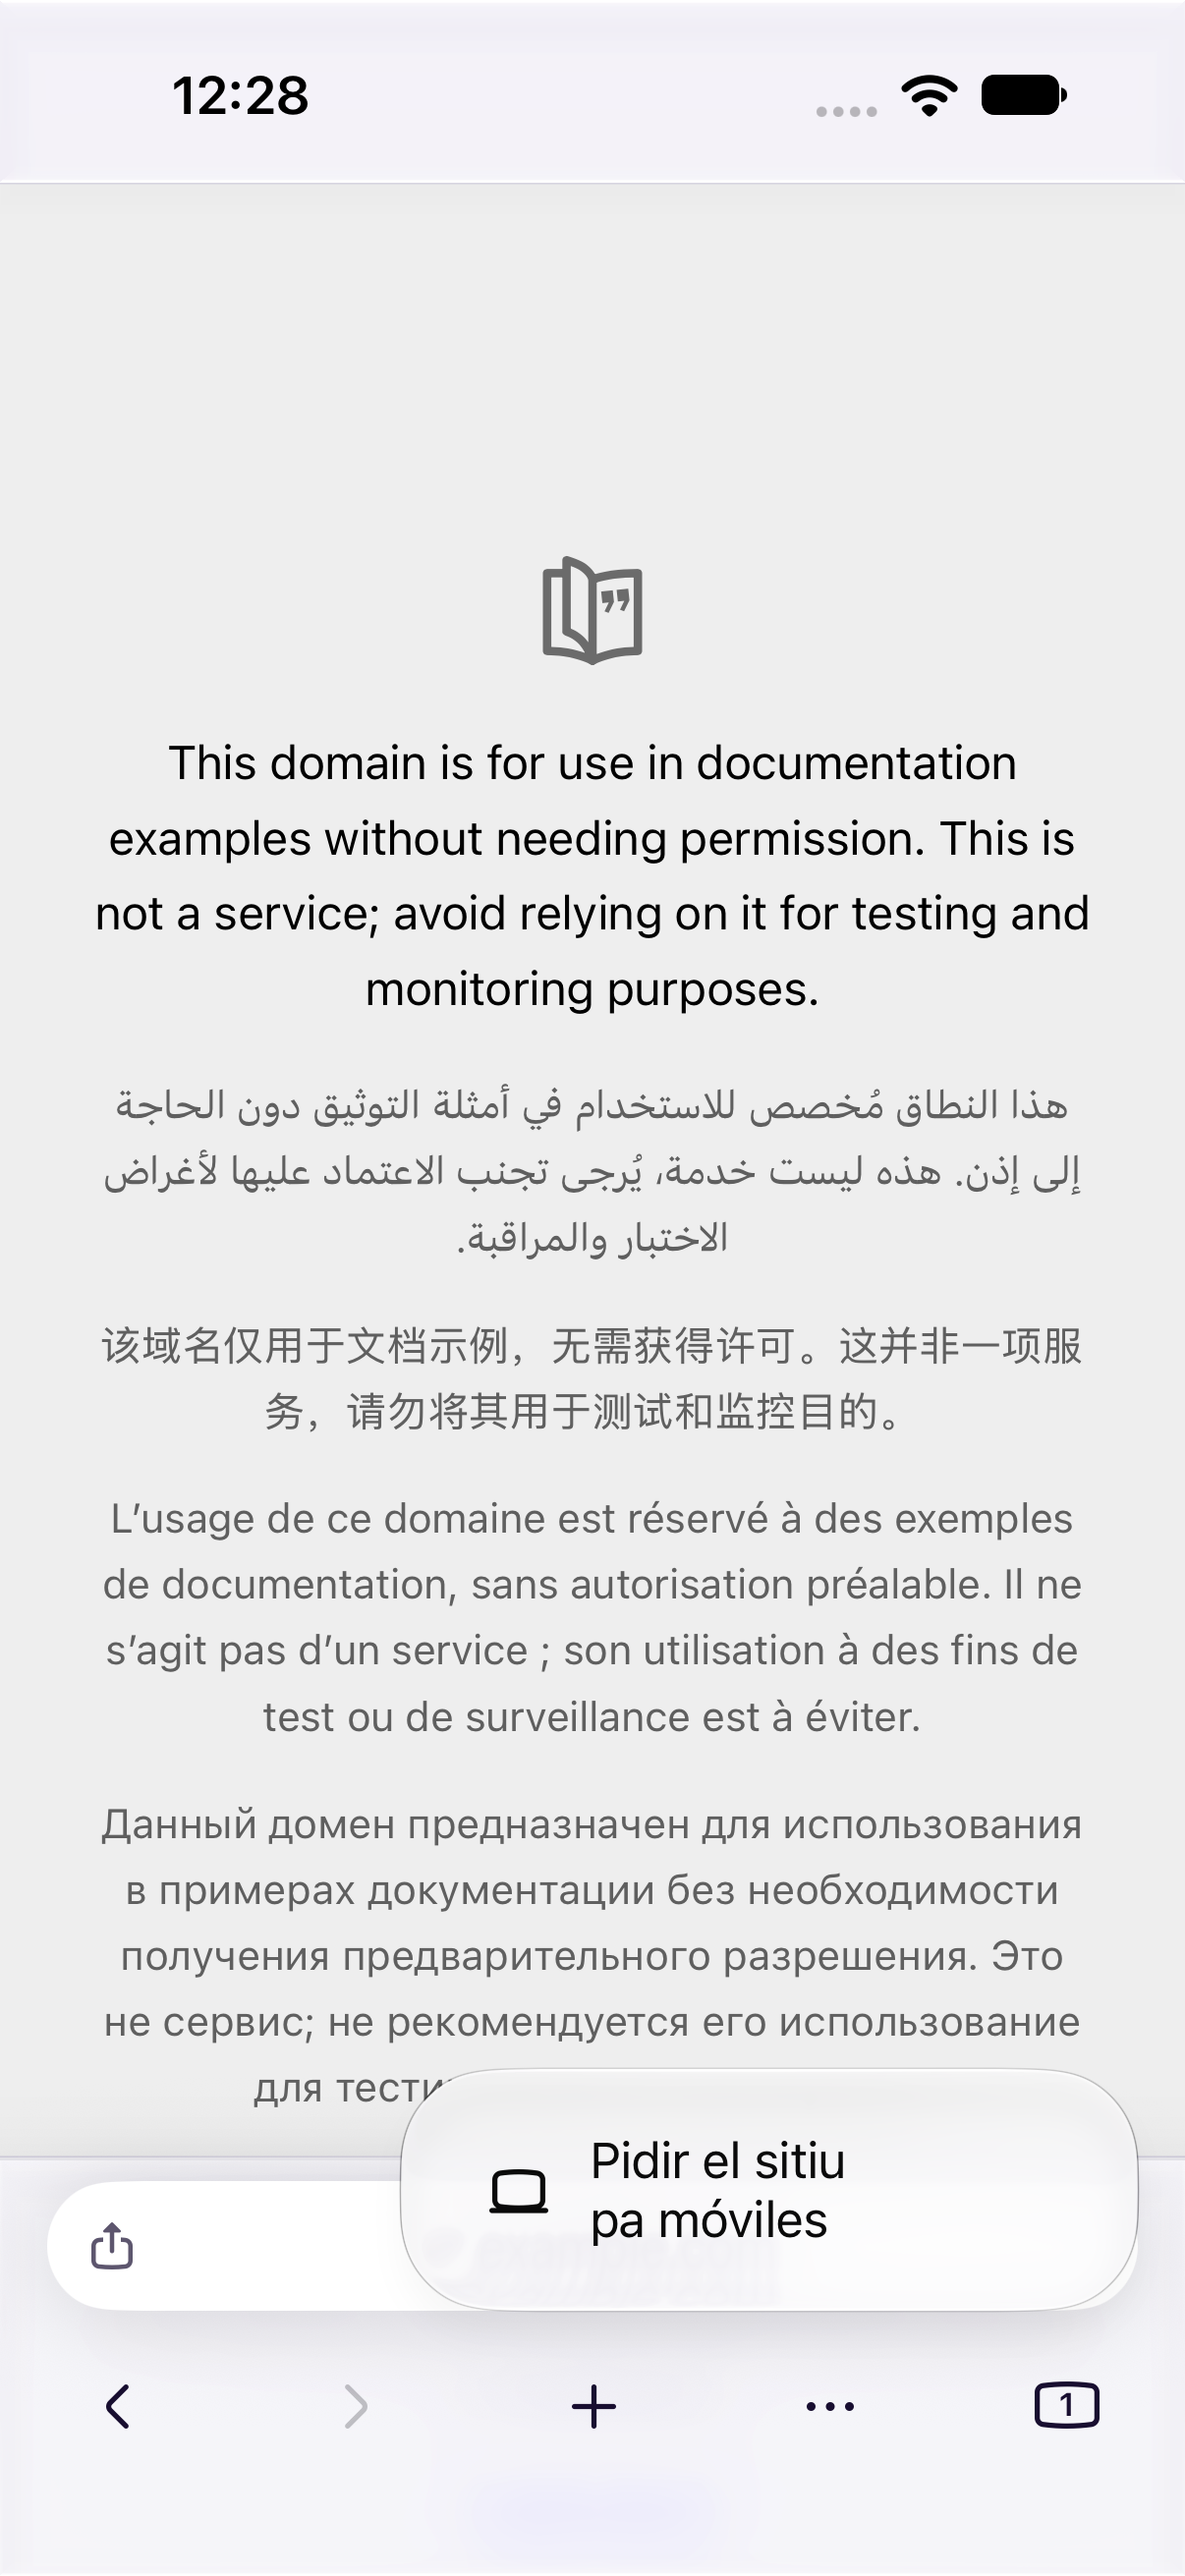 12:28
This domain is for use in documentation
examples without needing permission. This is
not a service; avoid relying on it for testing and
monitoring purposes.
هذا النطاق مُخصص للاستخدام في أمثلة التوثيق دون الحاجة
إلى إذن. هذه ليست خدمة، يُرجى تجنب الاعتماد عليها لأغراض
الاختبار والمراقبة.
该域名仅用于文档示例，无需获得许可。这并非一项服
务，请勿将其用于测试和监控目的。
L’usage de ce domaine est réservé à des exemples
de documentation, sans autorisation préalable. Il ne
s’agit pas d’un service ; son utilisation à des fins de
test ou de surveillance est à éviter.
Данный домен предназначен для использования
в примерах документации без необходимости
получения предварительного разрешения. Это
не сервис; не рекомендуется его использование
для
Pidir el sitiu
pa móviles
1